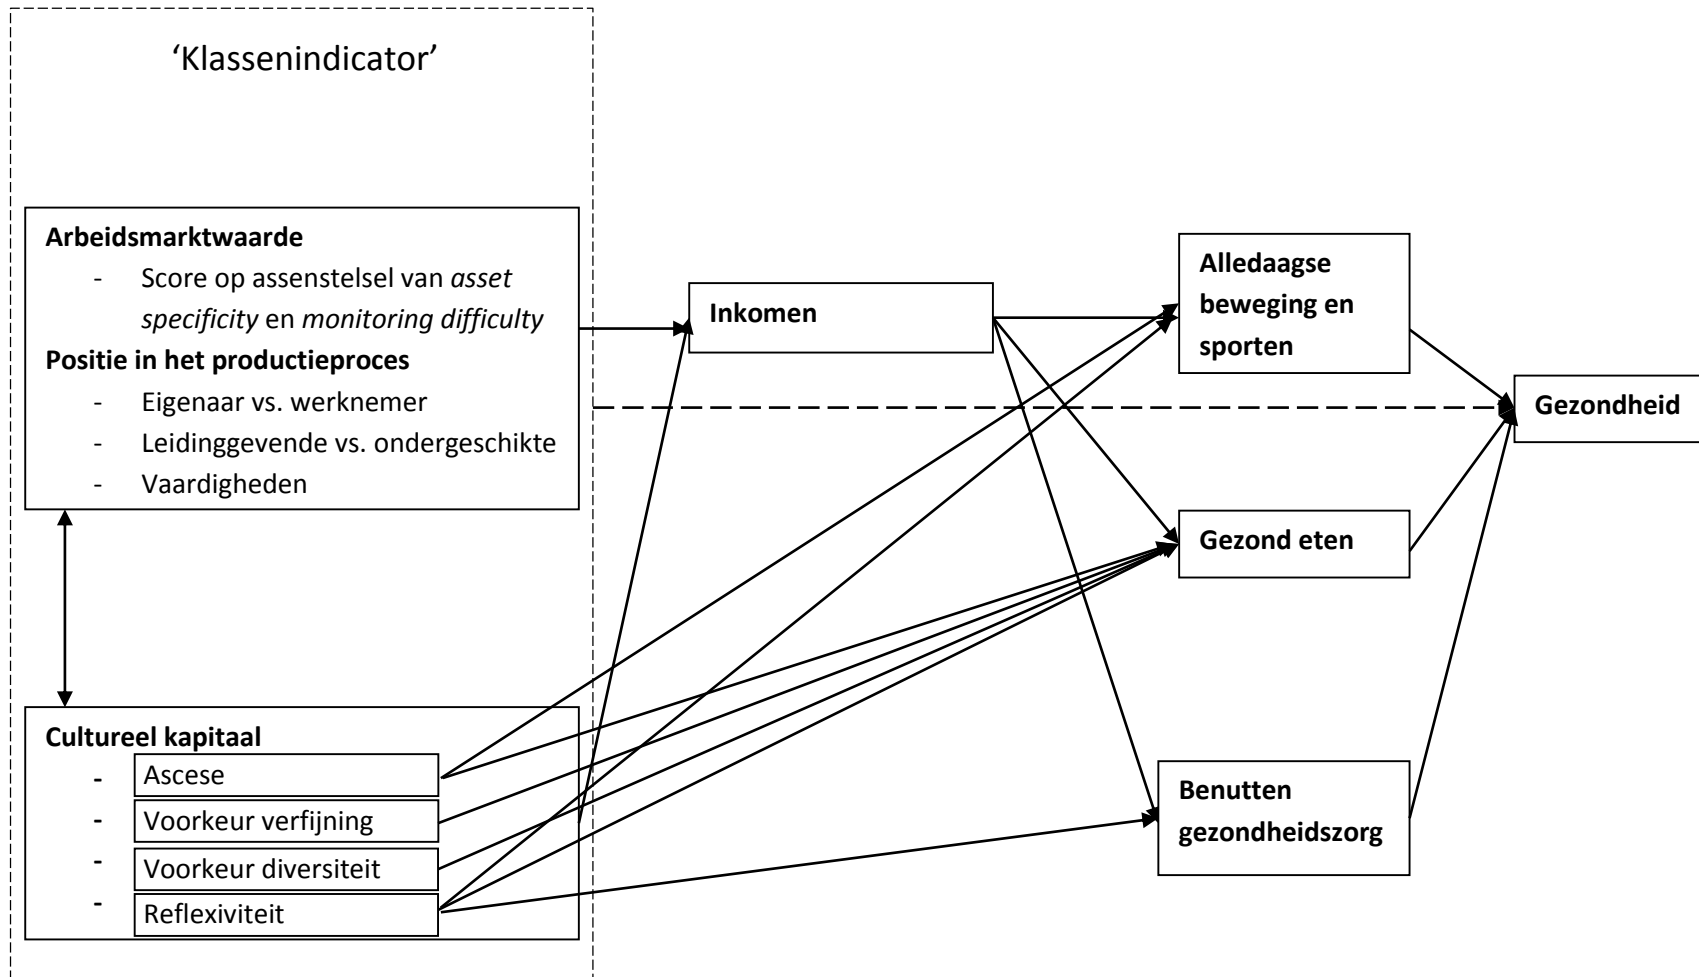 ‘Klassenindicator’
Arbeidsmarktwaarde
- Score op assenstelsel van asset
specificity en monitoring difficulty
Positie in het productieproces
- Eigenaar vs. werknemer
- Leidinggevende vs. ondergeschikte
- Vaardigheden
Cultureel kapitaal
- Ascese
- Voorkeur verfijning
- Voorkeur diversiteit
- Reflexiviteit
Inkomen
Alledaagse
beweging en
sporten
Gezond eten
Benutten
gezondheidszorg
Gezondheid